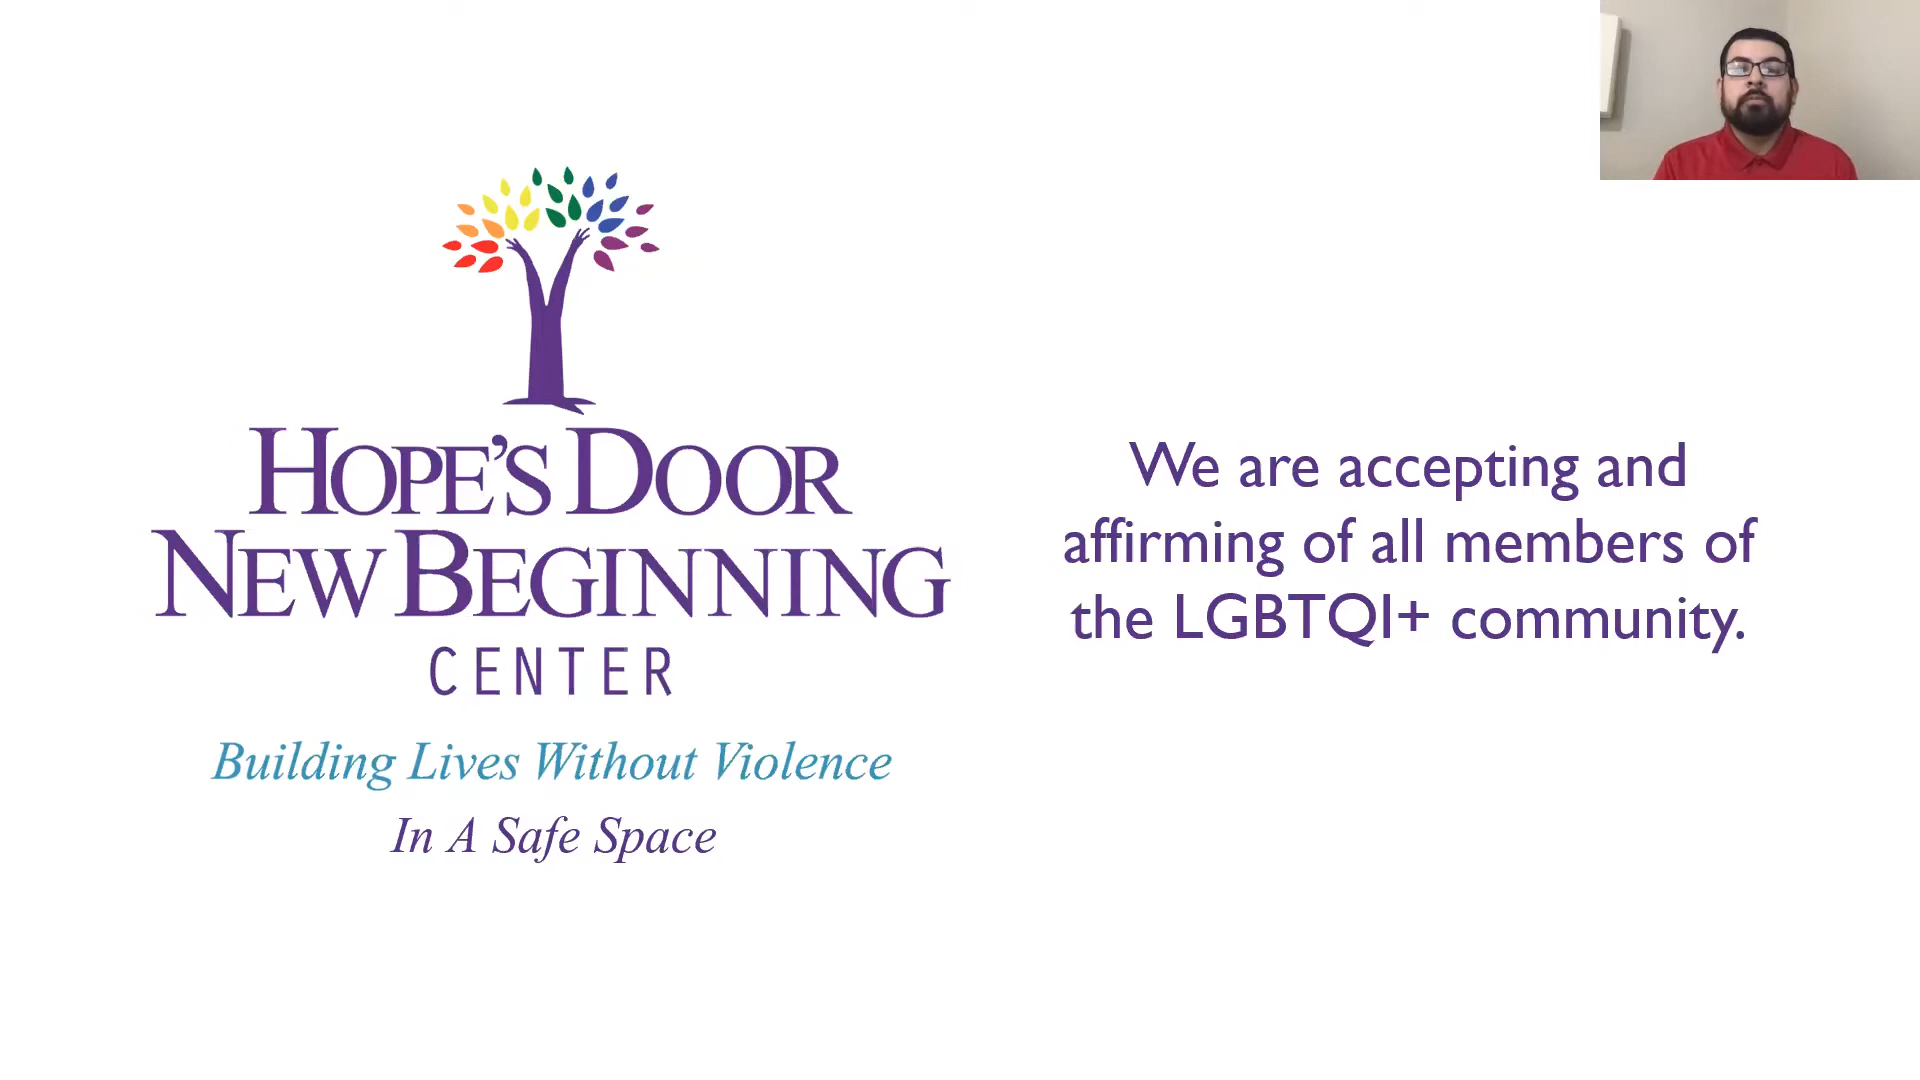 HOPE'S DOOR
NEW BEGINNING
CENTER
Building Lives Without Violence
In A Safe Space
We are accepting and
affirming of all members of
the LGBTQI+ community.